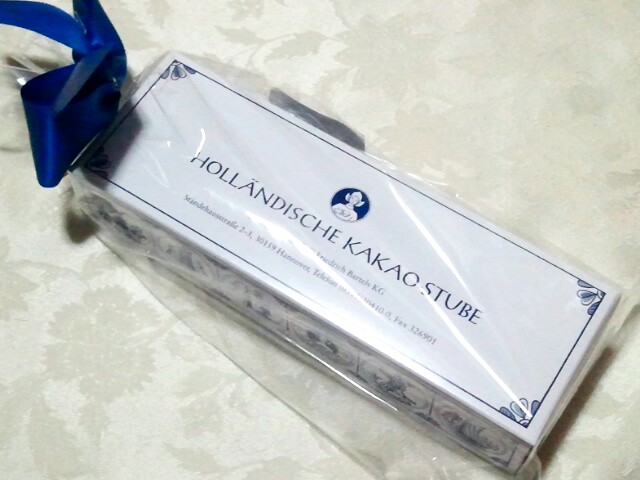 HOLLÄNDISCHE KAKAO STUBE
Friedrich Bartels KG
Ständehausstraße 2-3, 30159 Hannover, Telefon Fax 326901